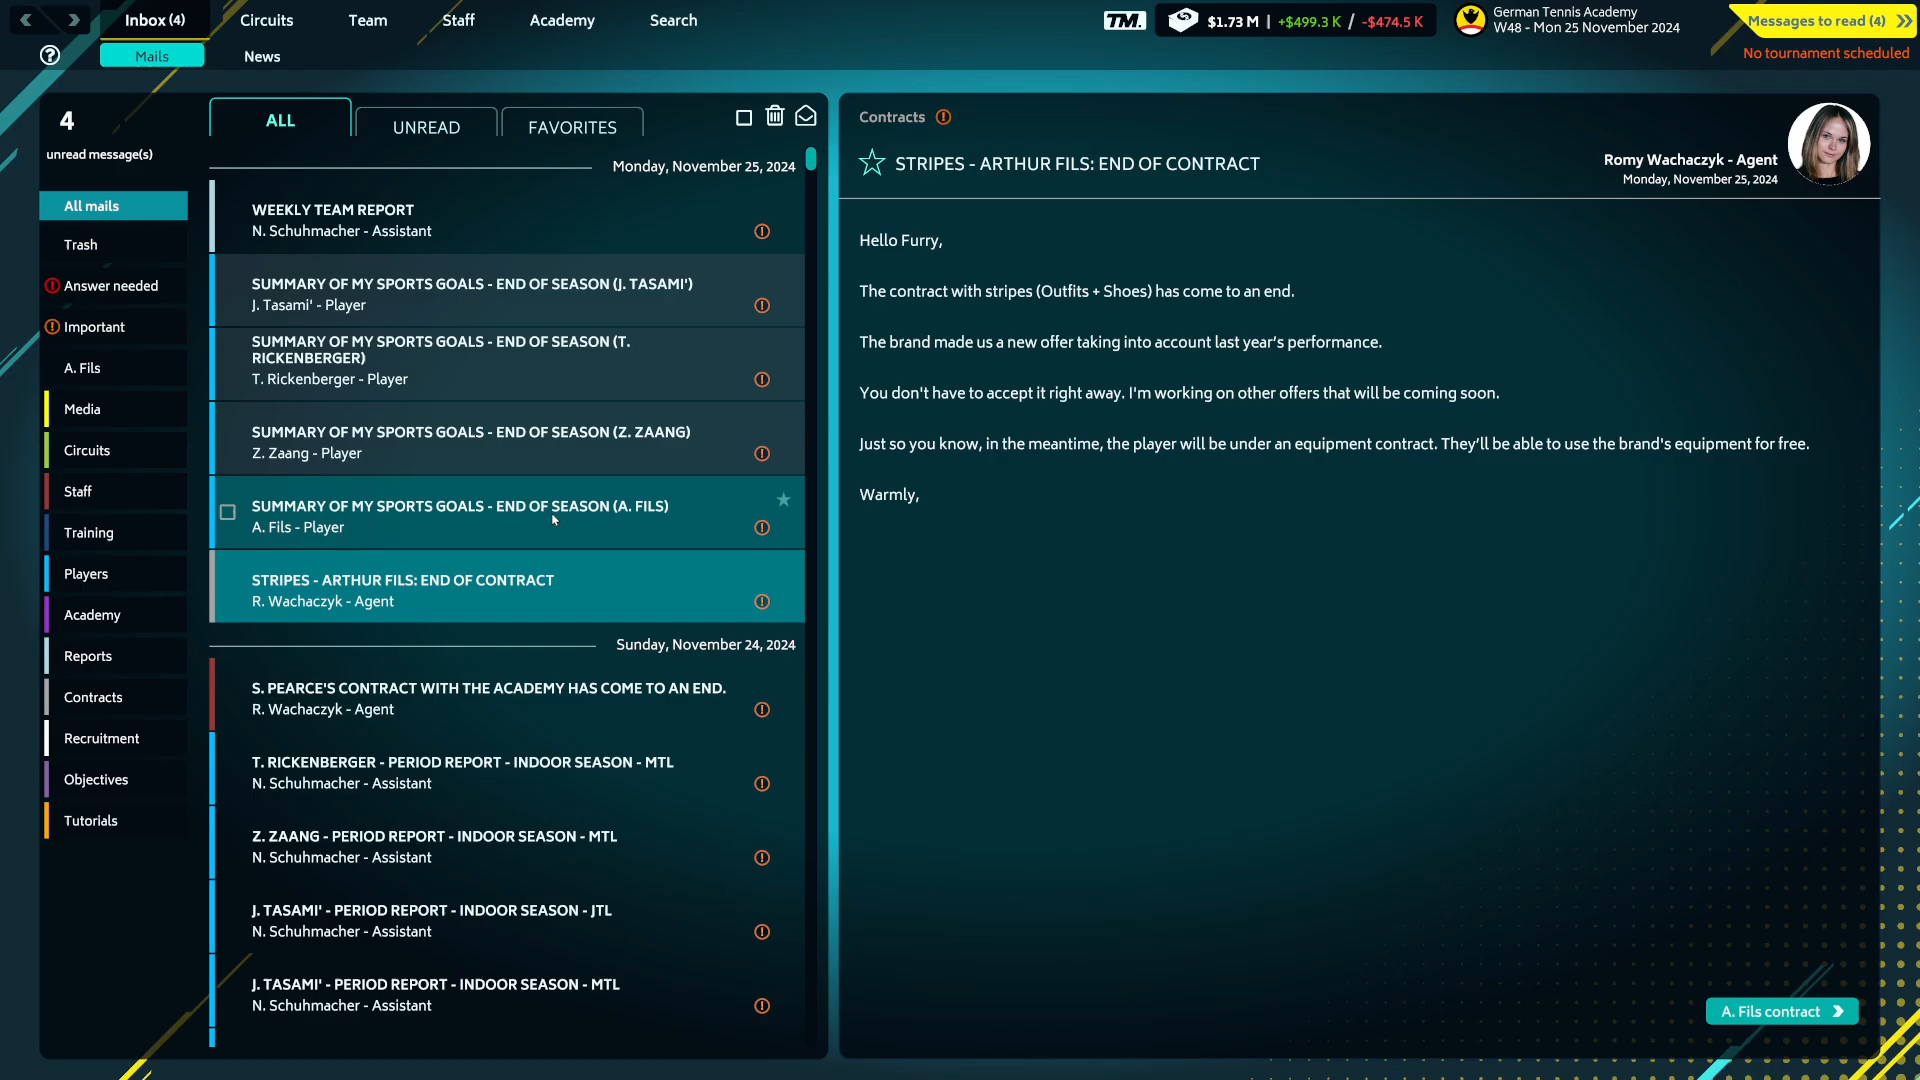 Inbox (4)
Circuits
Team
Staff
Academy
Search
TM.
$1.73 M | +$499.3 K / -$474.5 K
German Tennis Academy
W48 - Mon 25 November 2024
Messages to read (4)
No tournament scheduled
Mails
News
4
unread message(s)
All mails
Trash
Answer needed
Important
A. Fils
Media
Circuits
Staff
Training
Players
Academy
Reports
Contracts
Recruitment
Objectives
Tutorials
ALL
UNREAD
FAVORITES
Monday, November 25, 2024
WEEKLY TEAM REPORT
N. Schuhmacher - Assistant
SUMMARY OF MY SPORTS GOALS - END OF SEASON (J. TASAMI')
J. Tasami' - Player
SUMMARY OF MY SPORTS GOALS - END OF SEASON (T.
RICKENBERGER)
T. Rickenberger - Player
SUMMARY OF MY SPORTS GOALS - END OF SEASON (Z. ZAANG)
Z. Zaang - Player
SUMMARY OF MY SPORTS GOALS - END OF SEASON (A. FILS)
A. Fils - Player
STRIPES - ARTHUR FILS: END OF CONTRACT
R. Wachaczyk - Agent
Sunday, November 24, 2024
S. PEARCE'S CONTRACT WITH THE ACADEMY HAS COME TO AN END.
R. Wachaczyk - Agent
T. RICKENBERGER - PERIOD REPORT - INDOOR SEASON - MTL
N. Schuhmacher - Assistant
Z. ZAANG - PERIOD REPORT - INDOOR SEASON - MTL
N. Schuhmacher - Assistant
J. TASAMI' - PERIOD REPORT - INDOOR SEASON - JTL
N. Schuhmacher - Assistant
J. TASAMI' - PERIOD REPORT - INDOOR SEASON - MTL
N. Schuhmacher - Assistant
Contracts
STRIPES - ARTHUR FILS: END OF CONTRACT
Romy Wachaczyk - Agent
Monday, November 25, 2024
Hello Furry,
The contract with stripes (Outfits + Shoes) has come to an end.
The brand made us a new offer taking into account last year's performance.
You don't have to accept it right away. I'm working on other offers that will be coming soon.
Just so you know, in the meantime, the player will be under an equipment contract. They'll be able to use the brand's equipment for free.
Warmly,
A. Fils contract